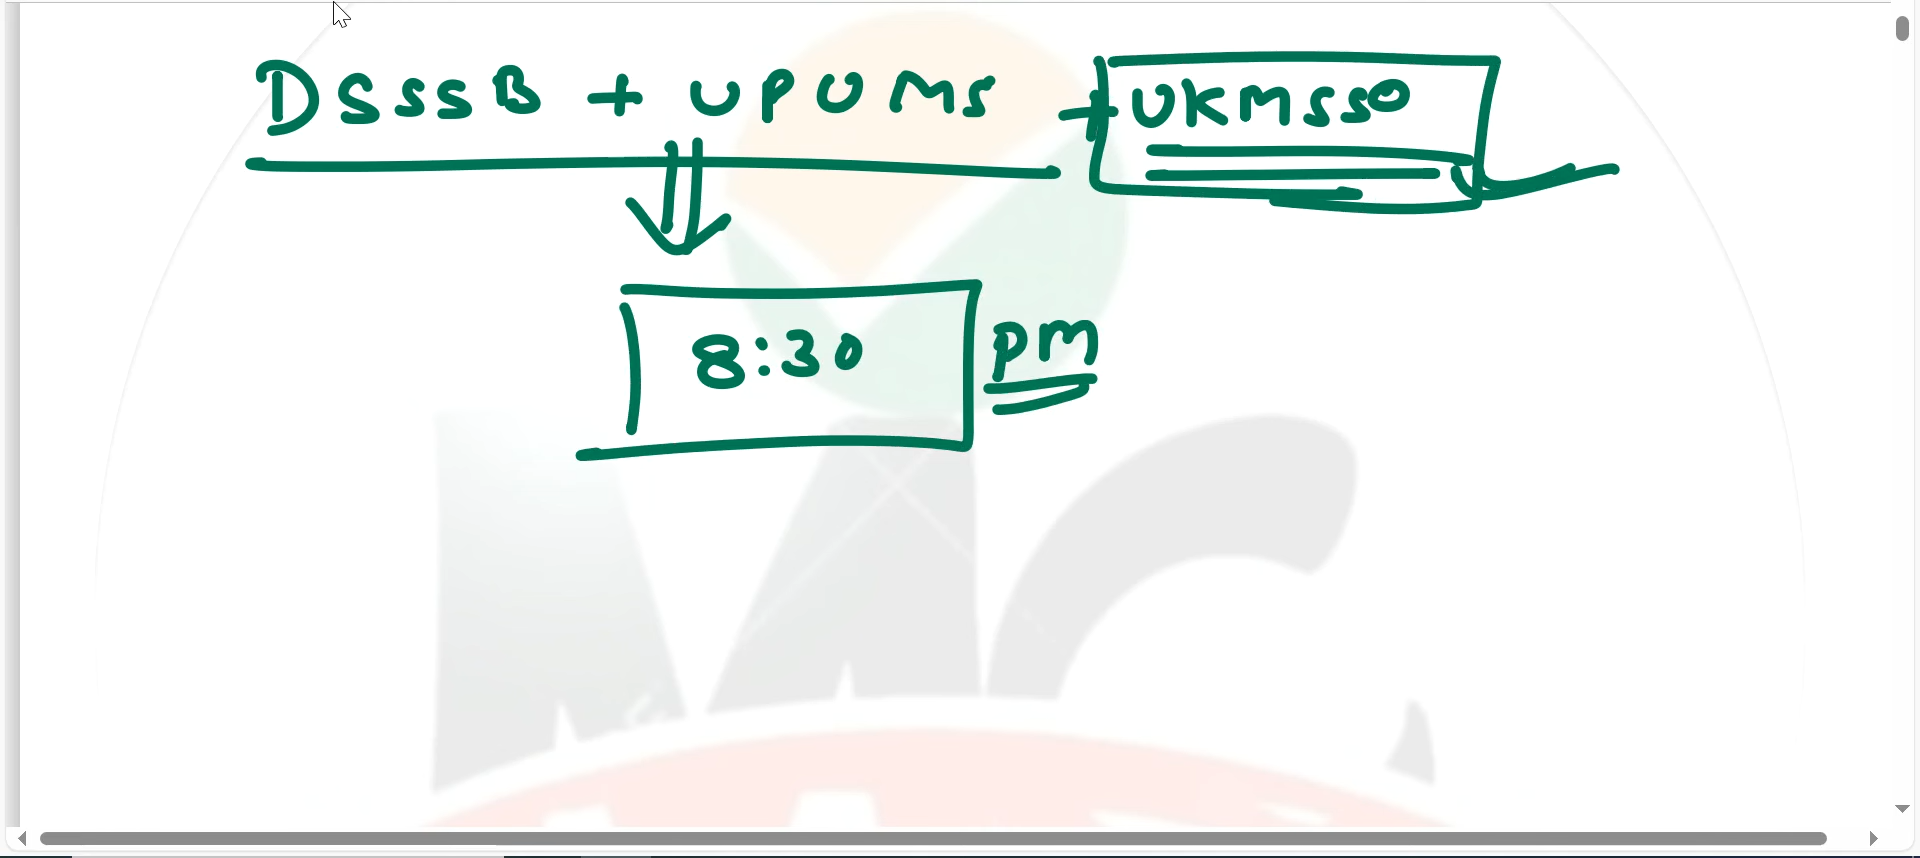 DSSSB + UPUMS + UKMSSO
8:30 pm